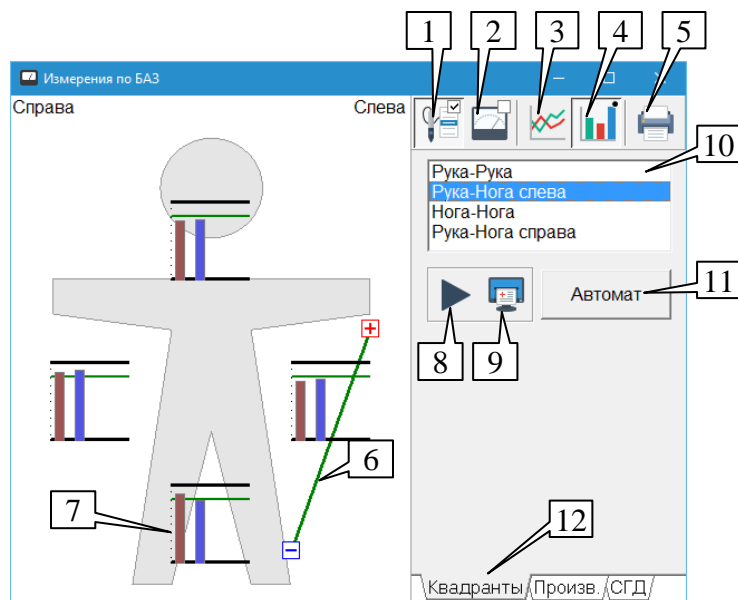 1 2 3 4 5
Измерения по БАЗ
Справа Слева
10
Рука-Рука
Рука-Нога слева
Нога-Нога
Рука-Нога справа
Автомат 11
+
8 9
6
7
12
−
Квадранты Произв. СГД